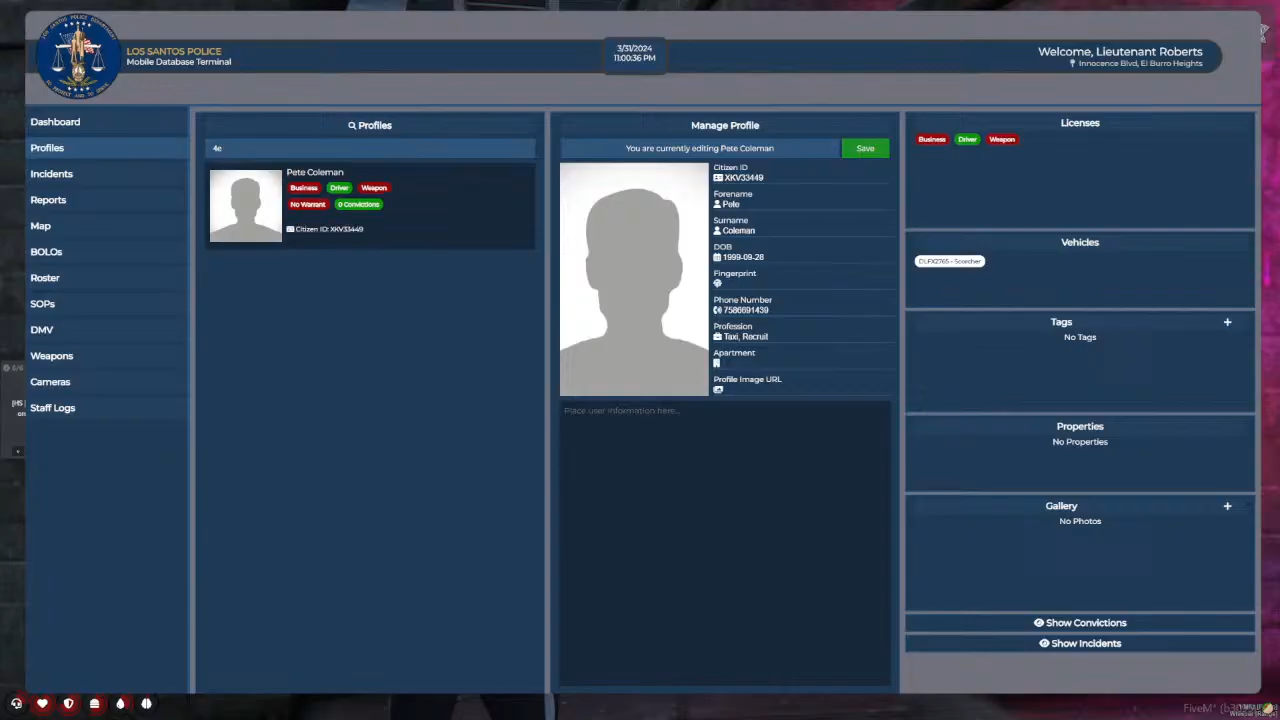 LOS SANTOS POLICE
Mobile Database Terminal
3/31/2024
11:00:36 PM
Welcome, Lieutenant Roberts
Innocence Blvd, El Burro Heights
Dashboard
Profiles
Incidents
Reports
Map
BOLOs
Roster
SOPs
DMV
Weapons
Cameras
Staff Logs
Profiles
4e
Pete Coleman
Business Driver Weapon
No Warrant 0 Convictions
Citizen ID: XKV33449
Manage Profile
You are currently editing Pete Coleman
Save
Citizen ID
XKV33449
Forename
Pete
Surname
Coleman
DOB
1999-09-28
Fingerprint
Phone Number
7586691439
Profession
Taxi, Recruit
Apartment
Profile Image URL
Place user information here...
Licenses
Business Driver Weapon
Vehicles
DLFX2765 - Scorcher
Tags
No Tags
Properties
No Properties
Gallery
No Photos
Show Convictions
Show Incidents
FiveM